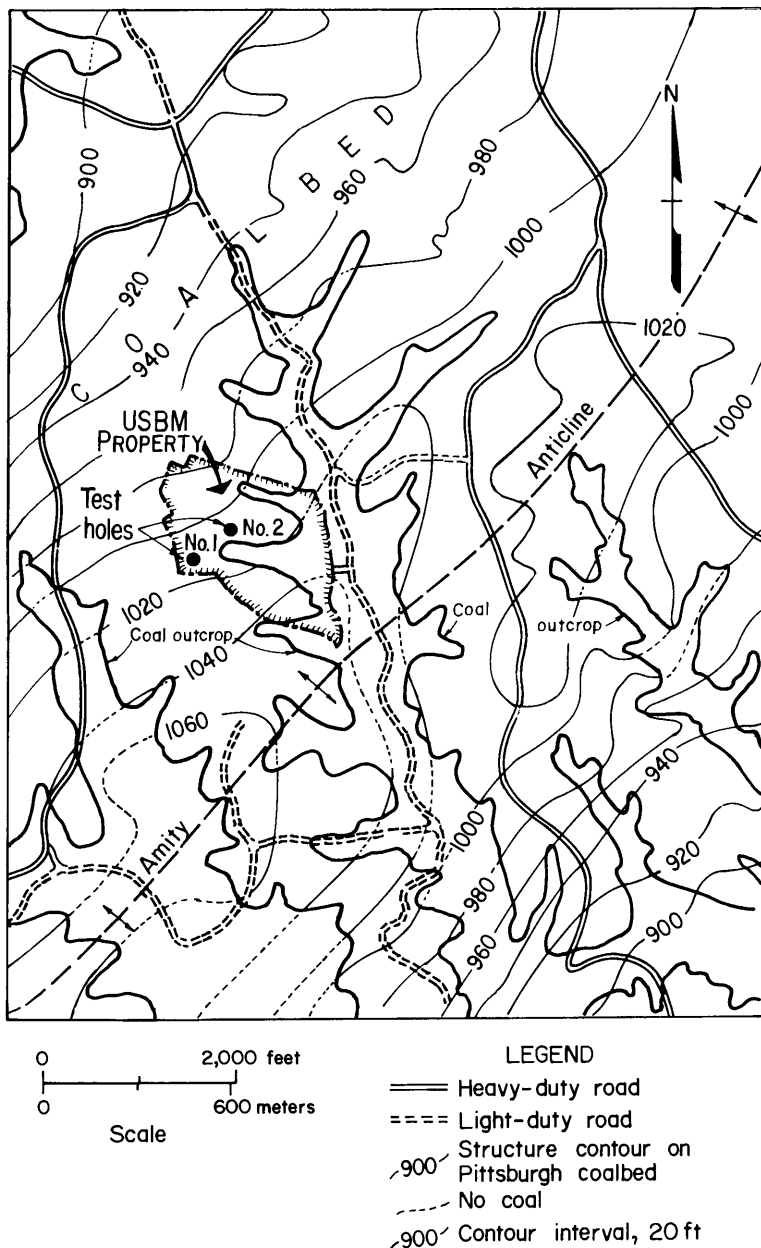 N
900
COAL BED
960
980
1000
920
940
1020
1000
Anticline
USBM
PROPERTY
Test
holes
No. 2
No. 1
1020
Coal outcrop
1040
Coal
outcrop
1060
Amity
1000
940
980
920
960
900
0 2,000 feet
0 600 meters
Scale
LEGEND
Heavy-duty road
Light-duty road
900 Structure contour on
Pittsburgh coalbed
No coal
900 Contour interval, 20 ft